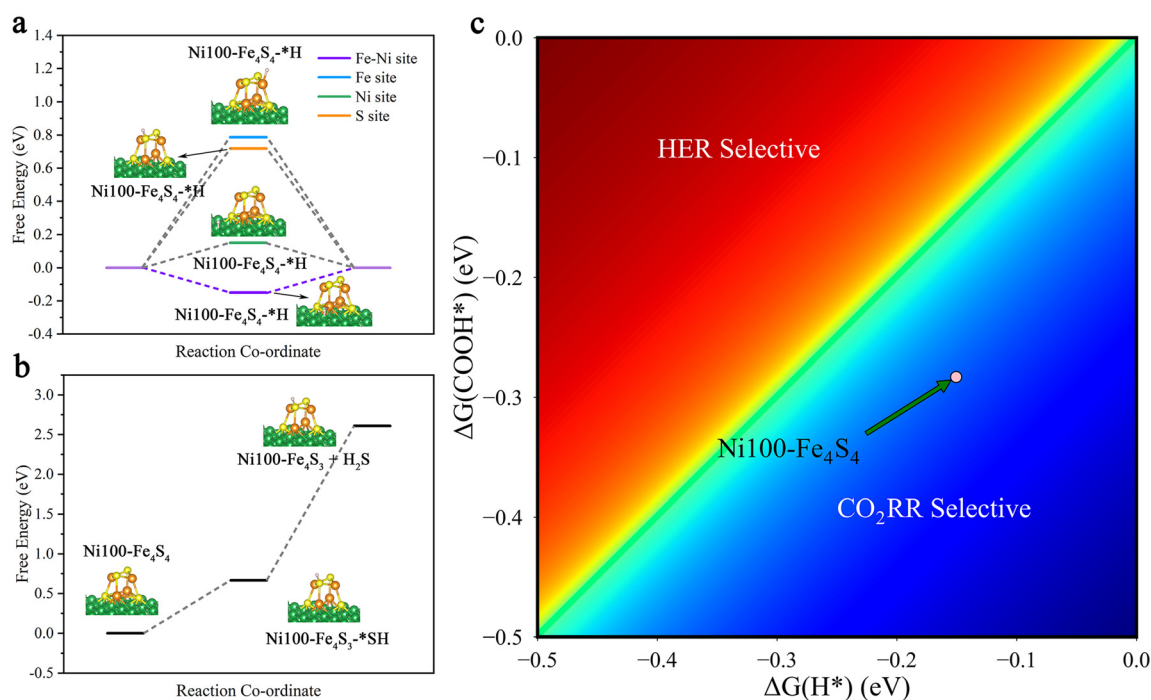 a
1.4
1.2
1.0
0.8
0.6
0.4
0.2
0.0
-0.2
-0.4
Free Energy (eV)
Ni100-Fe₄S₄-*H
Fe-Ni site
Fe site
Ni site
S site
Ni100-Fe₄S₄-*H
Ni100-Fe₄S₄-*H
Ni100-Fe₄S₄-*H
Reaction Co-ordinate
b
3.0
2.5
2.0
1.5
1.0
0.5
0.0
-0.5
Free Energy (eV)
Ni100-Fe₄S₃ + H₂S
Ni100-Fe₄S₄
Ni100-Fe₄S₃-*SH
Reaction Co-ordinate
c
0.0
−0.1
−0.2
−0.3
−0.4
−0.5
ΔG(COOH*) (eV)
HER Selective
Ni100-Fe₄S₄
CO₂RR Selective
−0.5
−0.4
−0.3
−0.2
−0.1
0.0
ΔG(H*) (eV)